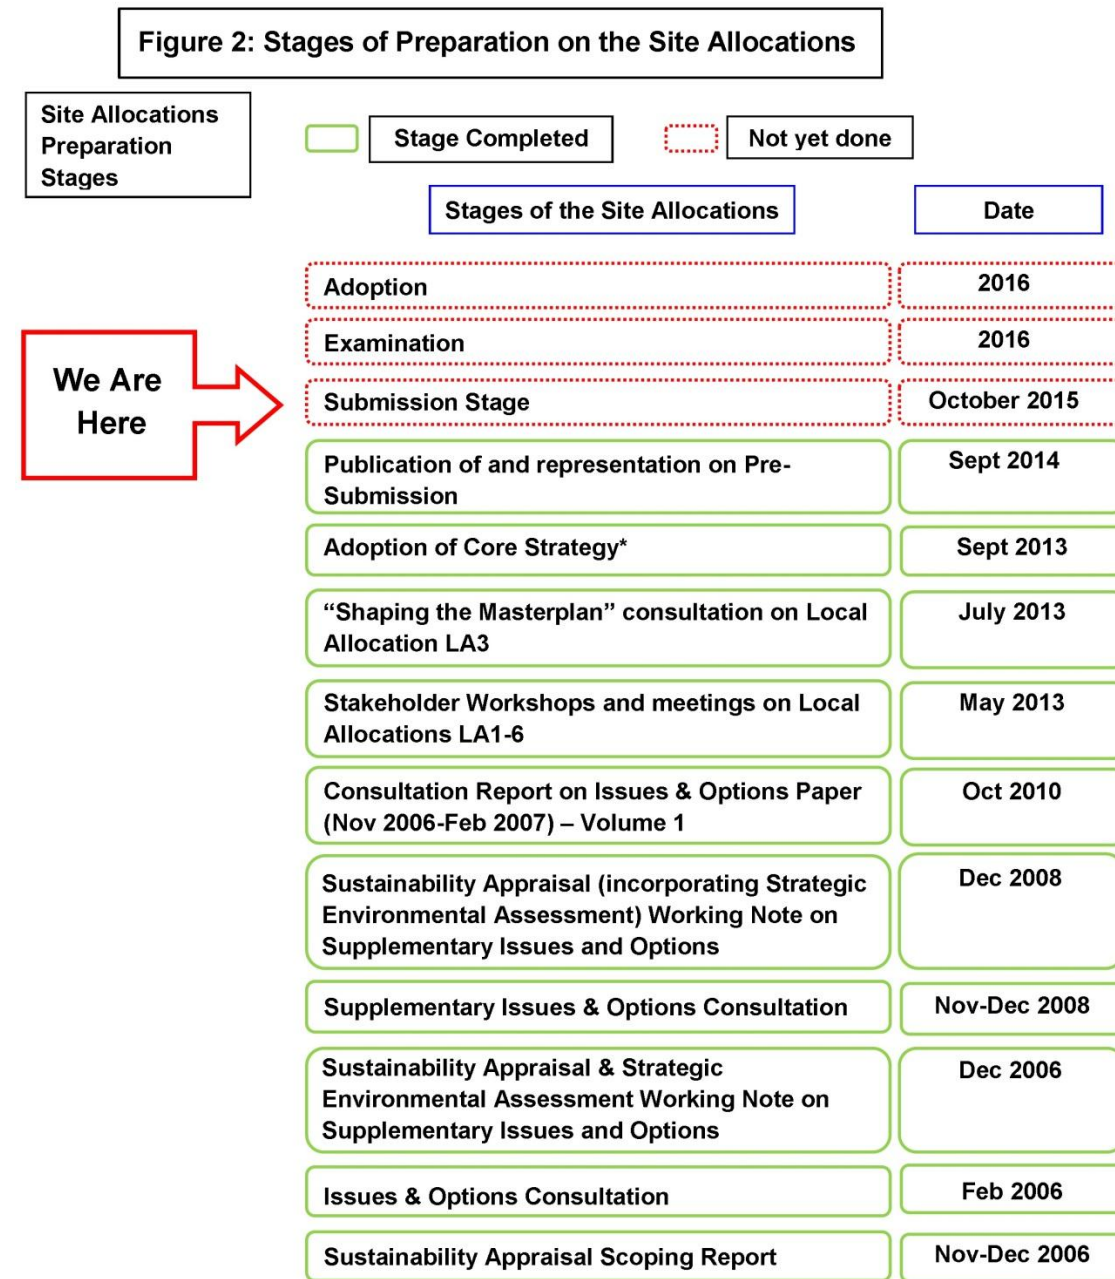 Figure 2: Stages of Preparation on the Site Allocations
Site Allocations
Preparation
Stages
Stage Completed
Not yet done
Stages of the Site Allocations
Date
Adoption
2016
We Are
Here
Examination
2016
Submission Stage
October 2015
Publication of and representation on Pre-
Submission
Sept 2014
Adoption of Core Strategy*
Sept 2013
“Shaping the Masterplan” consultation on Local
Allocation LA3
July 2013
Stakeholder Workshops and meetings on Local
Allocations LA1-6
May 2013
Consultation Report on Issues & Options Paper
(Nov 2006-Feb 2007) – Volume 1
Oct 2010
Sustainability Appraisal (incorporating Strategic
Environmental Assessment) Working Note on
Supplementary Issues and Options
Dec 2008
Supplementary Issues & Options Consultation
Nov-Dec 2008
Sustainability Appraisal & Strategic
Environmental Assessment Working Note on
Supplementary Issues and Options
Dec 2006
Issues & Options Consultation
Feb 2006
Sustainability Appraisal Scoping Report
Nov-Dec 2006